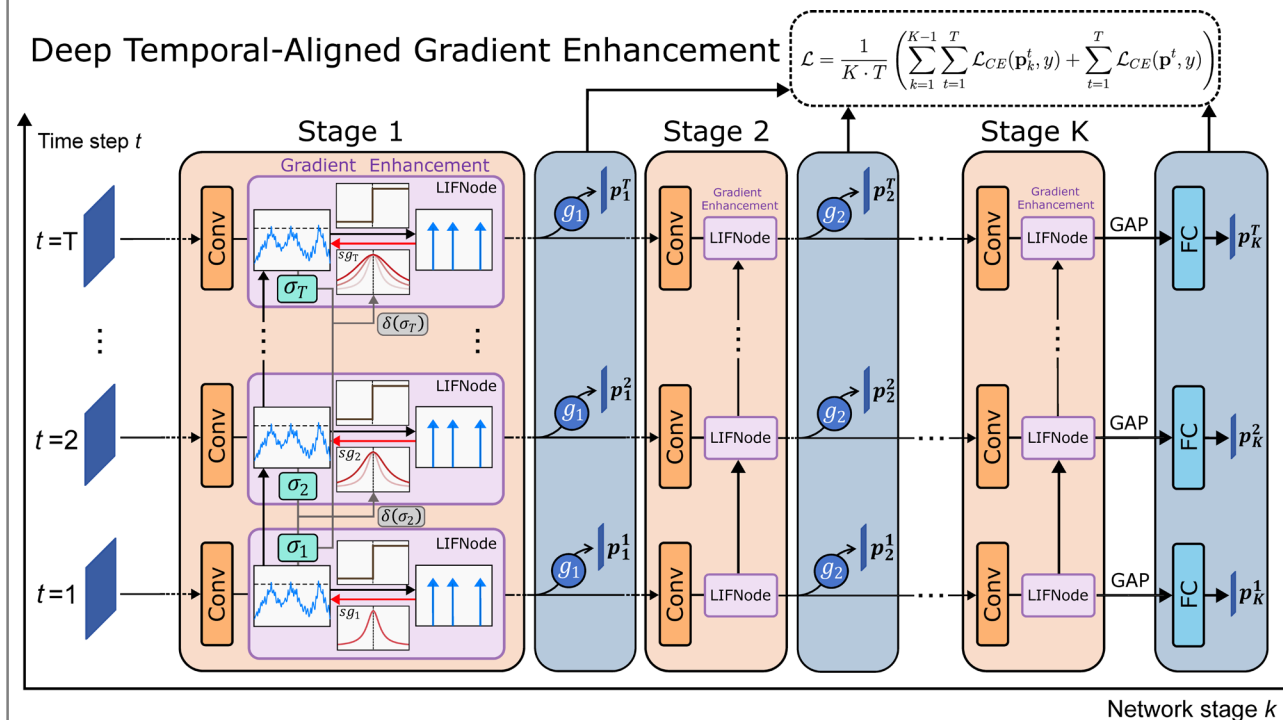 Deep Temporal-Aligned Gradient Enhancement
$\mathcal{L} = \frac{1}{K \cdot T} \left( \sum_{k=1}^{K-1} \sum_{t=1}^{T} \mathcal{L}_{CE}(\mathbf{p}_k^t, y) + \sum_{t=1}^{T} \mathcal{L}_{CE}(\mathbf{p}^t, y) \right)$
Time step t
Stage 1
Stage 2
Stage K
Gradient Enhancement
LIFNode
t=T
Conv
sg_T
σ_T
δ(σ_T)
g_1
p_1^T
Conv
Gradient
Enhancement
LIFNode
g_2
p_2^T
...
Conv
Gradient
Enhancement
LIFNode
GAP
FC
p_K^T
⋮
⋮
⋮
⋮
⋮
LIFNode
t=2
Conv
sg_2
σ_2
δ(σ_2)
g_1
p_1^2
Conv
LIFNode
g_2
p_2^2
...
Conv
LIFNode
GAP
FC
p_K^2
LIFNode
t=1
Conv
σ_1
sg_1
g_1
p_1^1
Conv
LIFNode
g_2
p_2^1
...
Conv
LIFNode
GAP
FC
p_K^1
Network stage k